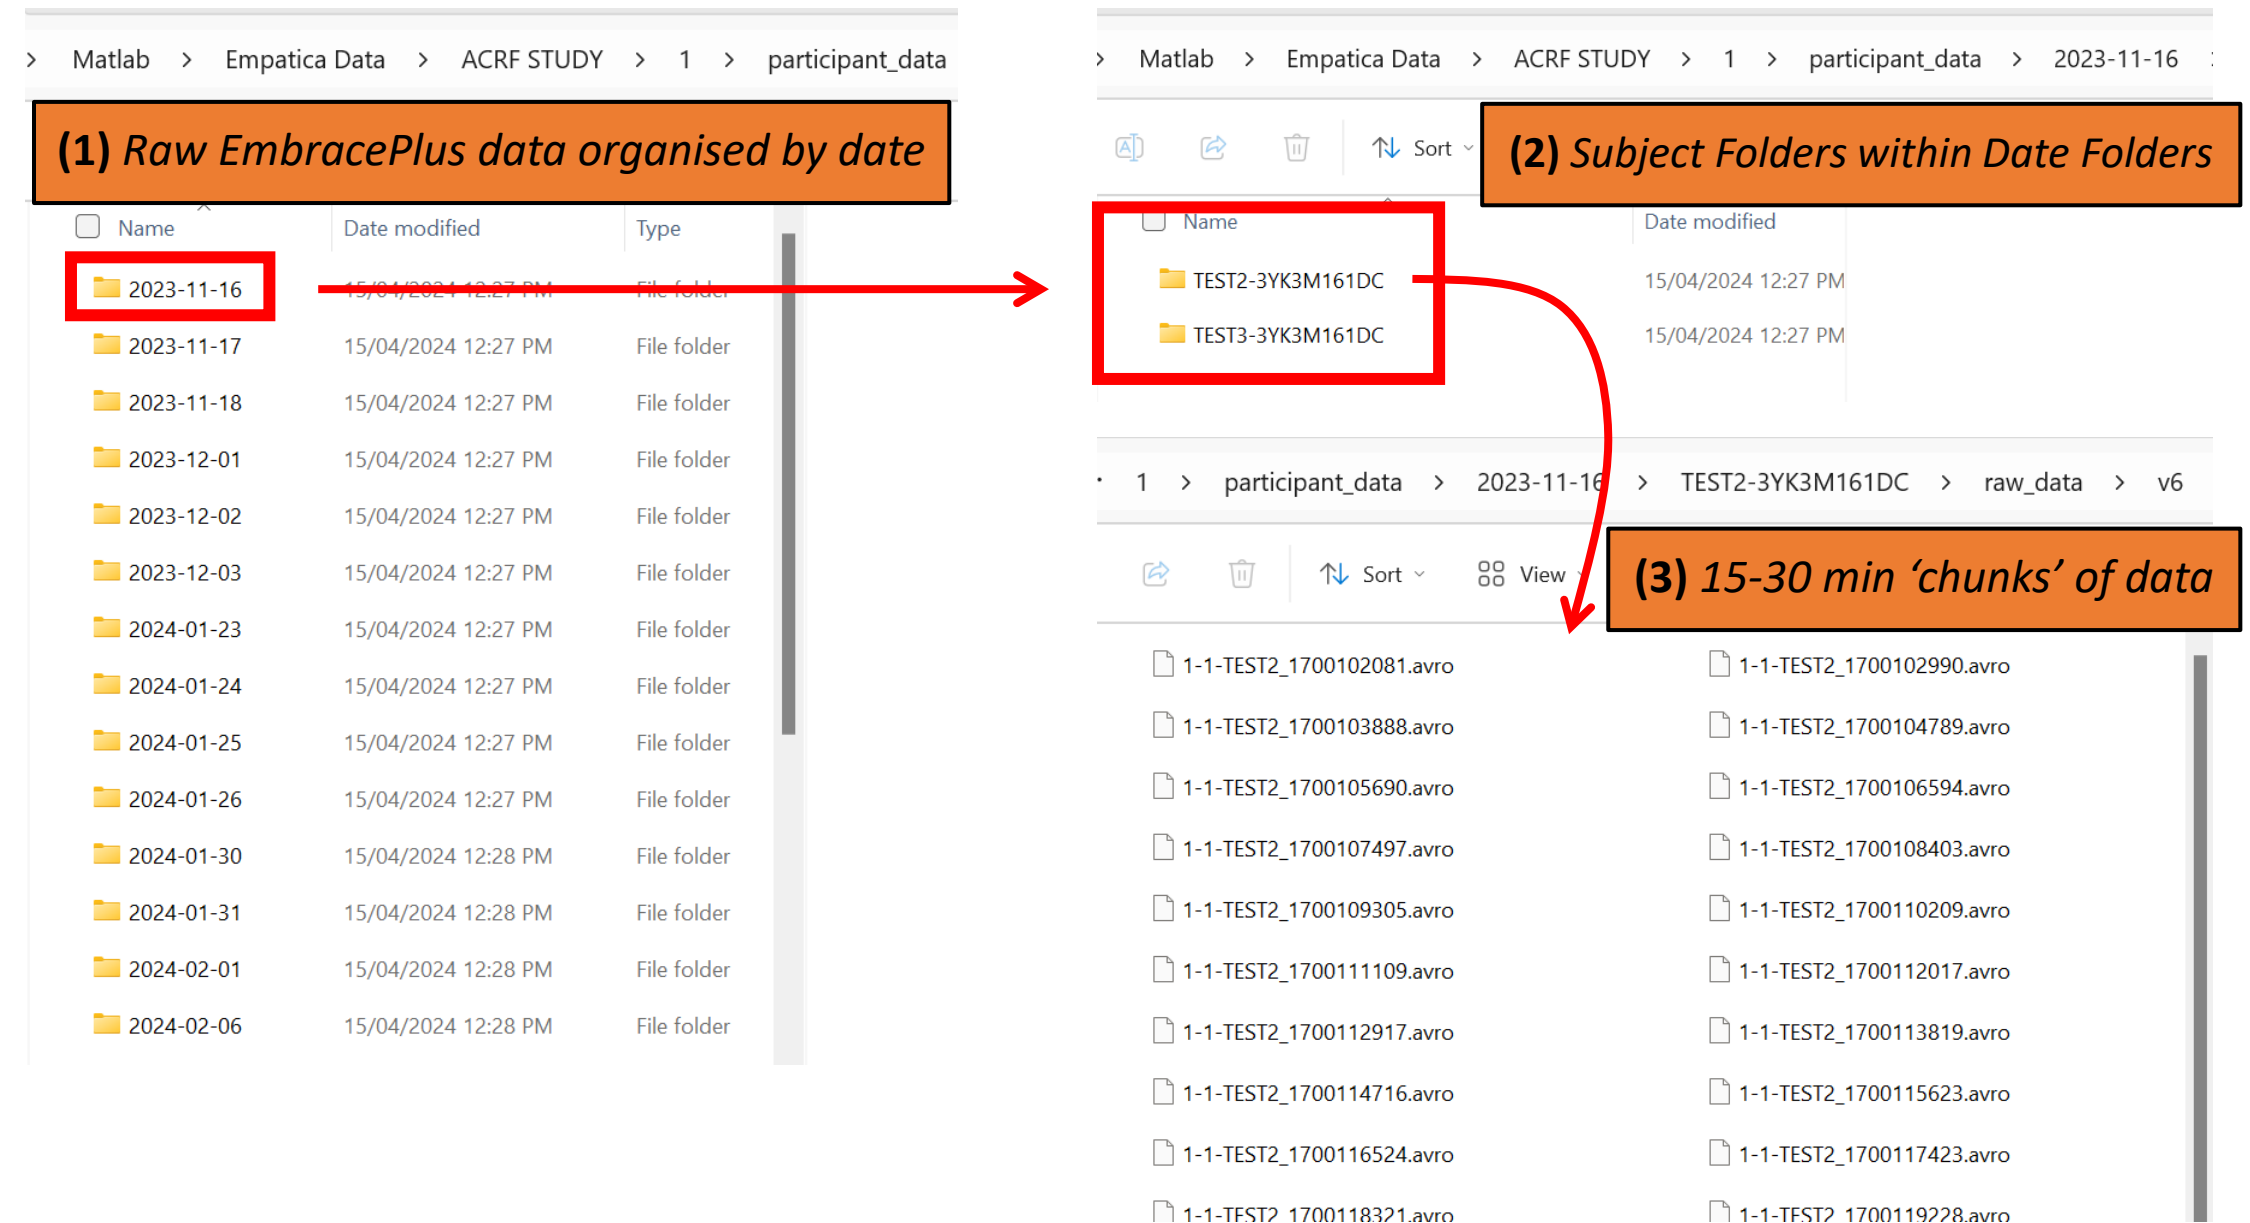 > Matlab > Empatica Data > ACRF STUDY > 1 > participant_data
(1) Raw EmbracePlus data organised by date
Name Date modified Type
2023-11-16 15/04/2024 12:27 PM File folder
2023-11-17 15/04/2024 12:27 PM File folder
2023-11-18 15/04/2024 12:27 PM File folder
2023-12-01 15/04/2024 12:27 PM File folder
2023-12-02 15/04/2024 12:27 PM File folder
2023-12-03 15/04/2024 12:27 PM File folder
2024-01-23 15/04/2024 12:27 PM File folder
2024-01-24 15/04/2024 12:27 PM File folder
2024-01-25 15/04/2024 12:27 PM File folder
2024-01-26 15/04/2024 12:27 PM File folder
2024-01-30 15/04/2024 12:28 PM File folder
2024-01-31 15/04/2024 12:28 PM File folder
2024-02-01 15/04/2024 12:28 PM File folder
2024-02-06 15/04/2024 12:28 PM File folder
> Matlab > Empatica Data > ACRF STUDY > 1 > participant_data > 2023-11-16 >
Sort
(2) Subject Folders within Date Folders
Name Date modified
TEST2-3YK3M161DC 15/04/2024 12:27 PM
TEST3-3YK3M161DC 15/04/2024 12:27 PM
1 > participant_data > 2023-11-16 > TEST2-3YK3M161DC > raw_data > v6
Sort View
(3) 15-30 min ‘chunks’ of data
1-1-TEST2_1700102081.avro 1-1-TEST2_1700102990.avro
1-1-TEST2_1700103888.avro 1-1-TEST2_1700104789.avro
1-1-TEST2_1700105690.avro 1-1-TEST2_1700106594.avro
1-1-TEST2_1700107497.avro 1-1-TEST2_1700108403.avro
1-1-TEST2_1700109305.avro 1-1-TEST2_1700110209.avro
1-1-TEST2_1700111109.avro 1-1-TEST2_1700112017.avro
1-1-TEST2_1700112917.avro 1-1-TEST2_1700113819.avro
1-1-TEST2_1700114716.avro 1-1-TEST2_1700115623.avro
1-1-TEST2_1700116524.avro 1-1-TEST2_1700117423.avro
1-1-TEST2_1700118321.avro 1-1-TEST2_1700119228.avro